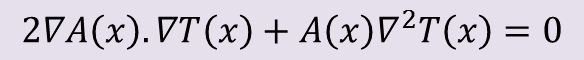 2∇A(x).∇T(x) + A(x)∇²T(x) = 0